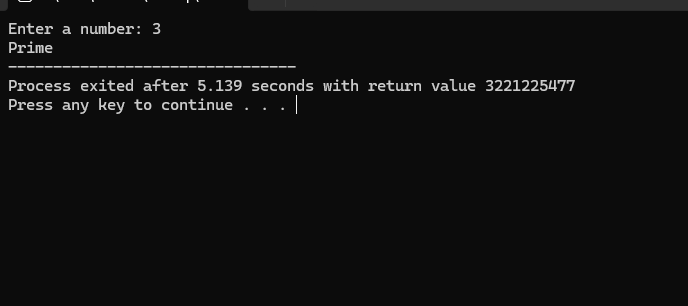 Enter a number: 3
Prime
--------------------------------
Process exited after 5.139 seconds with return value 3221225477
Press any key to continue . . .